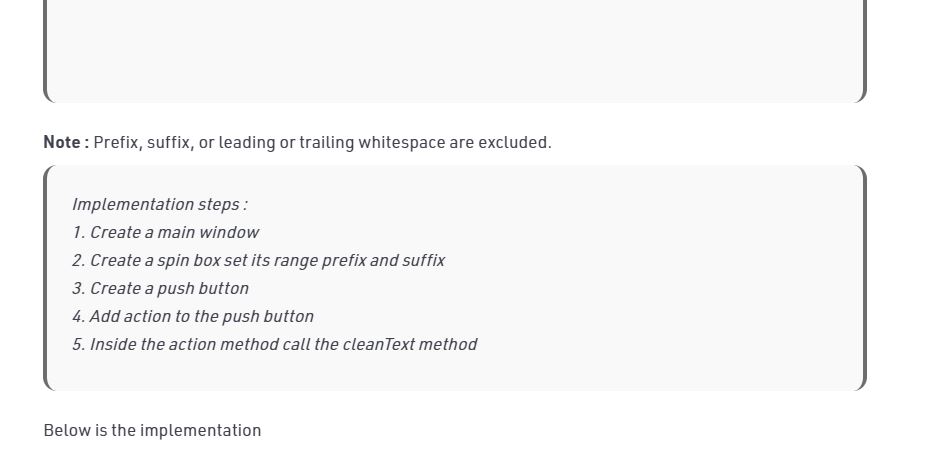 Note : Prefix, suffix, or leading or trailing whitespace are excluded.
Implementation steps :
1. Create a main window
2. Create a spin box set its range prefix and suffix
3. Create a push button
4. Add action to the push button
5. Inside the action method call the cleanText method
Below is the implementation